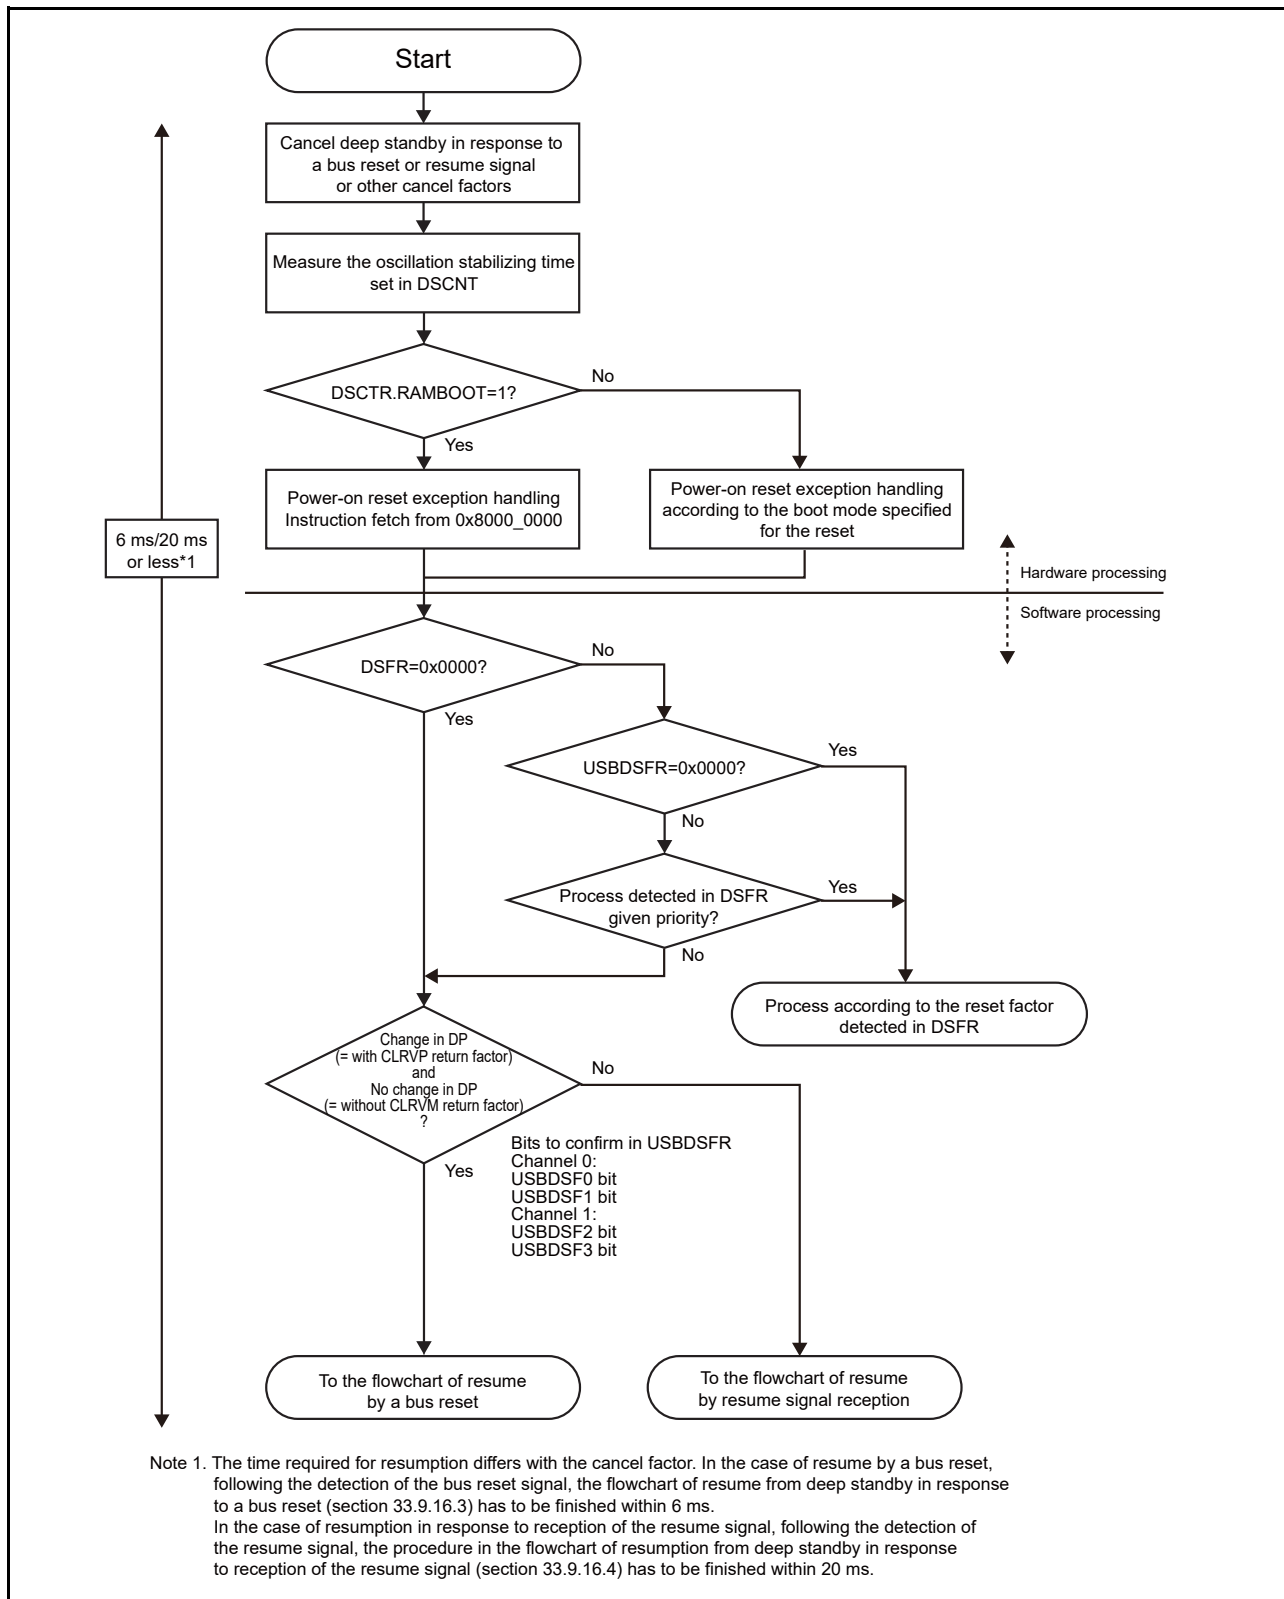 Start
Cancel deep standby in response to
a bus reset or resume signal
or other cancel factors
Measure the oscillation stabilizing time
set in DSCNT
DSCTR.RAMBOOT=1?
No
Yes
Power-on reset exception handling
Instruction fetch from 0x8000_0000
Power-on reset exception handling
according to the boot mode specified
for the reset
6 ms/20 ms
or less*1
Hardware processing
Software processing
DSFR=0x0000?
No
Yes
USBDSFR=0x0000?
Yes
No
Process detected in DSFR
given priority?
Yes
No
Process according to the reset factor
detected in DSFR
Change in DP
(= with CLRVP return factor)
and
No change in DP
(= without CLRVM return factor)
?
No
Yes
Bits to confirm in USBDSFR
Channel 0:
USBDSF0 bit
USBDSF1 bit
Channel 1:
USBDSF2 bit
USBDSF3 bit
To the flowchart of resume
by a bus reset
To the flowchart of resume
by resume signal reception
Note 1. The time required for resumption differs with the cancel factor. In the case of resume by a bus reset,
following the detection of the bus reset signal, the flowchart of resume from deep standby in response
to a bus reset (section 33.9.16.3) has to be finished within 6 ms.
In the case of resumption in response to reception of the resume signal, following the detection of
the resume signal, the procedure in the flowchart of resumption from deep standby in response
to reception of the resume signal (section 33.9.16.4) has to be finished within 20 ms.